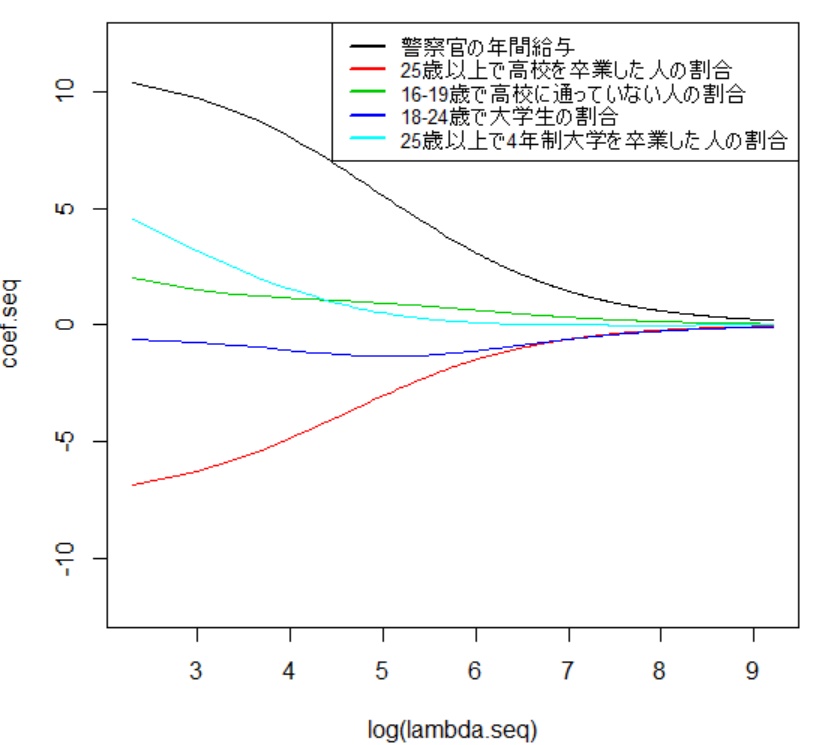 警察官の年間給与
25歳以上で高校を卒業した人の割合
16-19歳で高校に通っていない人の割合
18-24歳で大学生の割合
25歳以上で4年制大学を卒業した人の割合
10
5
0
-5
-10
coef.seq
3 4 5 6 7 8 9
log(lambda.seq)